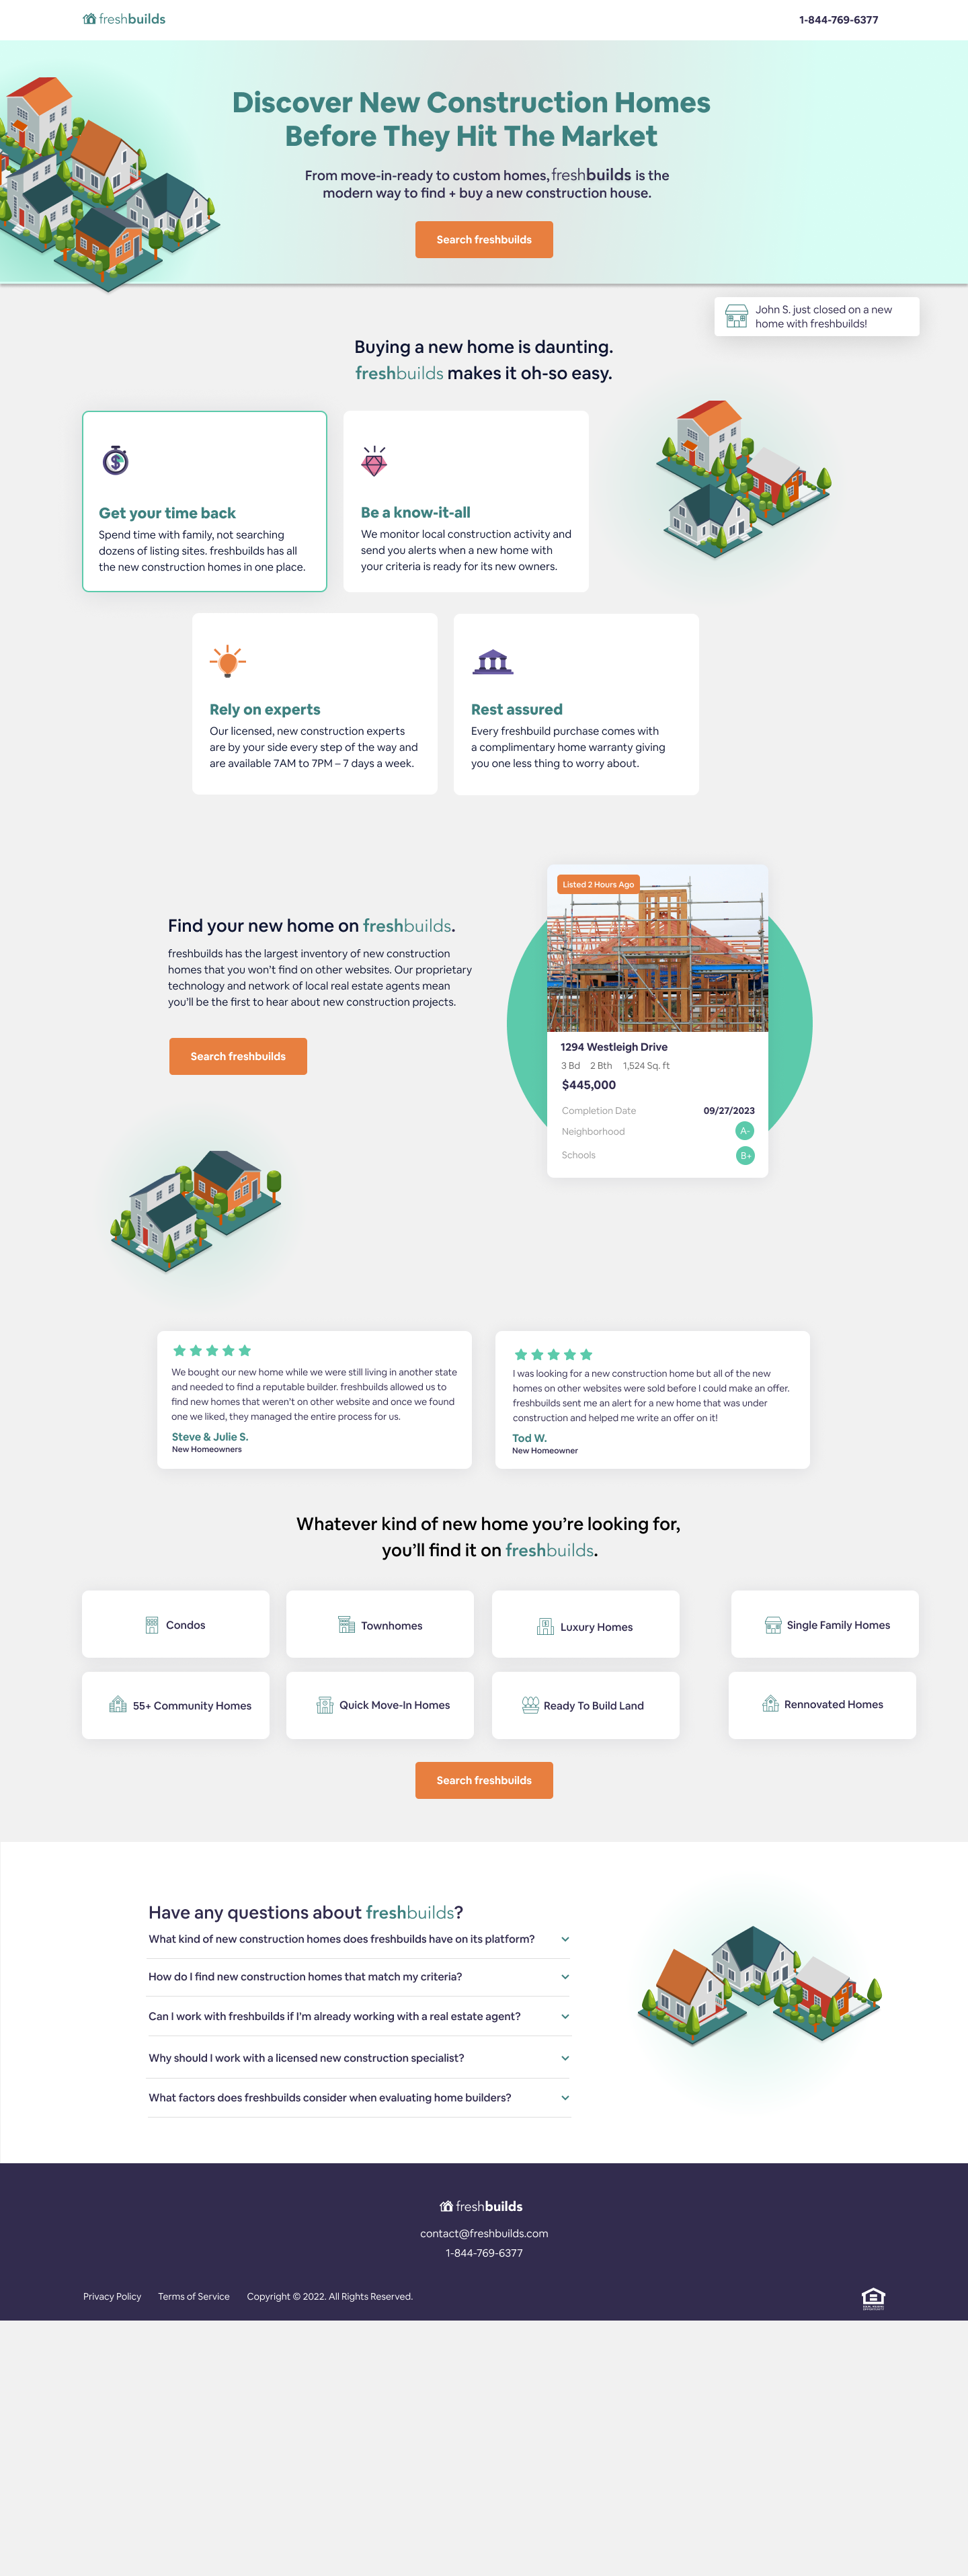 freshbuilds
1-844-769-6377
Discover New Construction Homes
Before They Hit The Market
From move-in-ready to custom homes, freshbuilds is the
modern way to find + buy a new construction house.
Search freshbuilds
John S. just closed on a new
home with freshbuilds!
Buying a new home is daunting.
freshbuilds makes it oh-so easy.
Get your time back
Spend time with family, not searching
dozens of listing sites. freshbuilds has all
the new construction homes in one place.
Be a know-it-all
We monitor local construction activity and
send you alerts when a new home with
your criteria is ready for its new owners.
Rely on experts
Our licensed, new construction experts
are by your side every step of the way and
are available 7AM to 7PM – 7 days a week.
Rest assured
Every freshbuild purchase comes with
a complimentary home warranty giving
you one less thing to worry about.
Find your new home on freshbuilds.
freshbuilds has the largest inventory of new construction
homes that you won't find on other websites. Our proprietary
technology and network of local real estate agents mean
you'll be the first to hear about new construction projects.
Search freshbuilds
Listed 2 Hours Ago
1294 Westleigh Drive
3 Bd 2 Bth 1,524 Sq. ft
$445,000
Completion Date 09/27/2023
Neighborhood A-
Schools B+
We bought our new home while we were still living in another state
and needed to find a reputable builder. freshbuilds allowed us to
find new homes that weren't on other website and once we found
one we liked, they managed the entire process for us.
Steve & Julie S.
New Homeowners
I was looking for a new construction home but all of the new
homes on other websites were sold before I could make an offer.
freshbuilds sent me an alert for a new home that was under
construction and helped me write an offer on it!
Tod W.
New Homeowner
Whatever kind of new home you're looking for,
you'll find it on freshbuilds.
Condos
Townhomes
Luxury Homes
Single Family Homes
55+ Community Homes
Quick Move-In Homes
Ready To Build Land
Rennovated Homes
Search freshbuilds
Have any questions about freshbuilds?
What kind of new construction homes does freshbuilds have on its platform?
How do I find new construction homes that match my criteria?
Can I work with freshbuilds if I'm already working with a real estate agent?
Why should I work with a licensed new construction specialist?
What factors does freshbuilds consider when evaluating home builders?
freshbuilds
contact@freshbuilds.com
1-844-769-6377
Privacy Policy Terms of Service Copyright © 2022. All Rights Reserved.